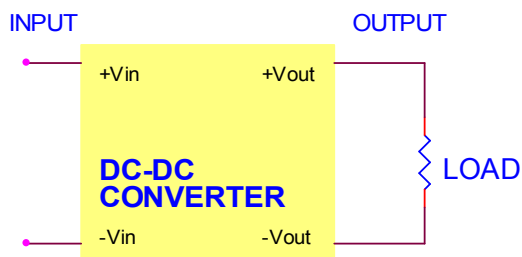 INPUT
OUTPUT
+Vin
+Vout
DC-DC
CONVERTER
LOAD
-Vin
-Vout